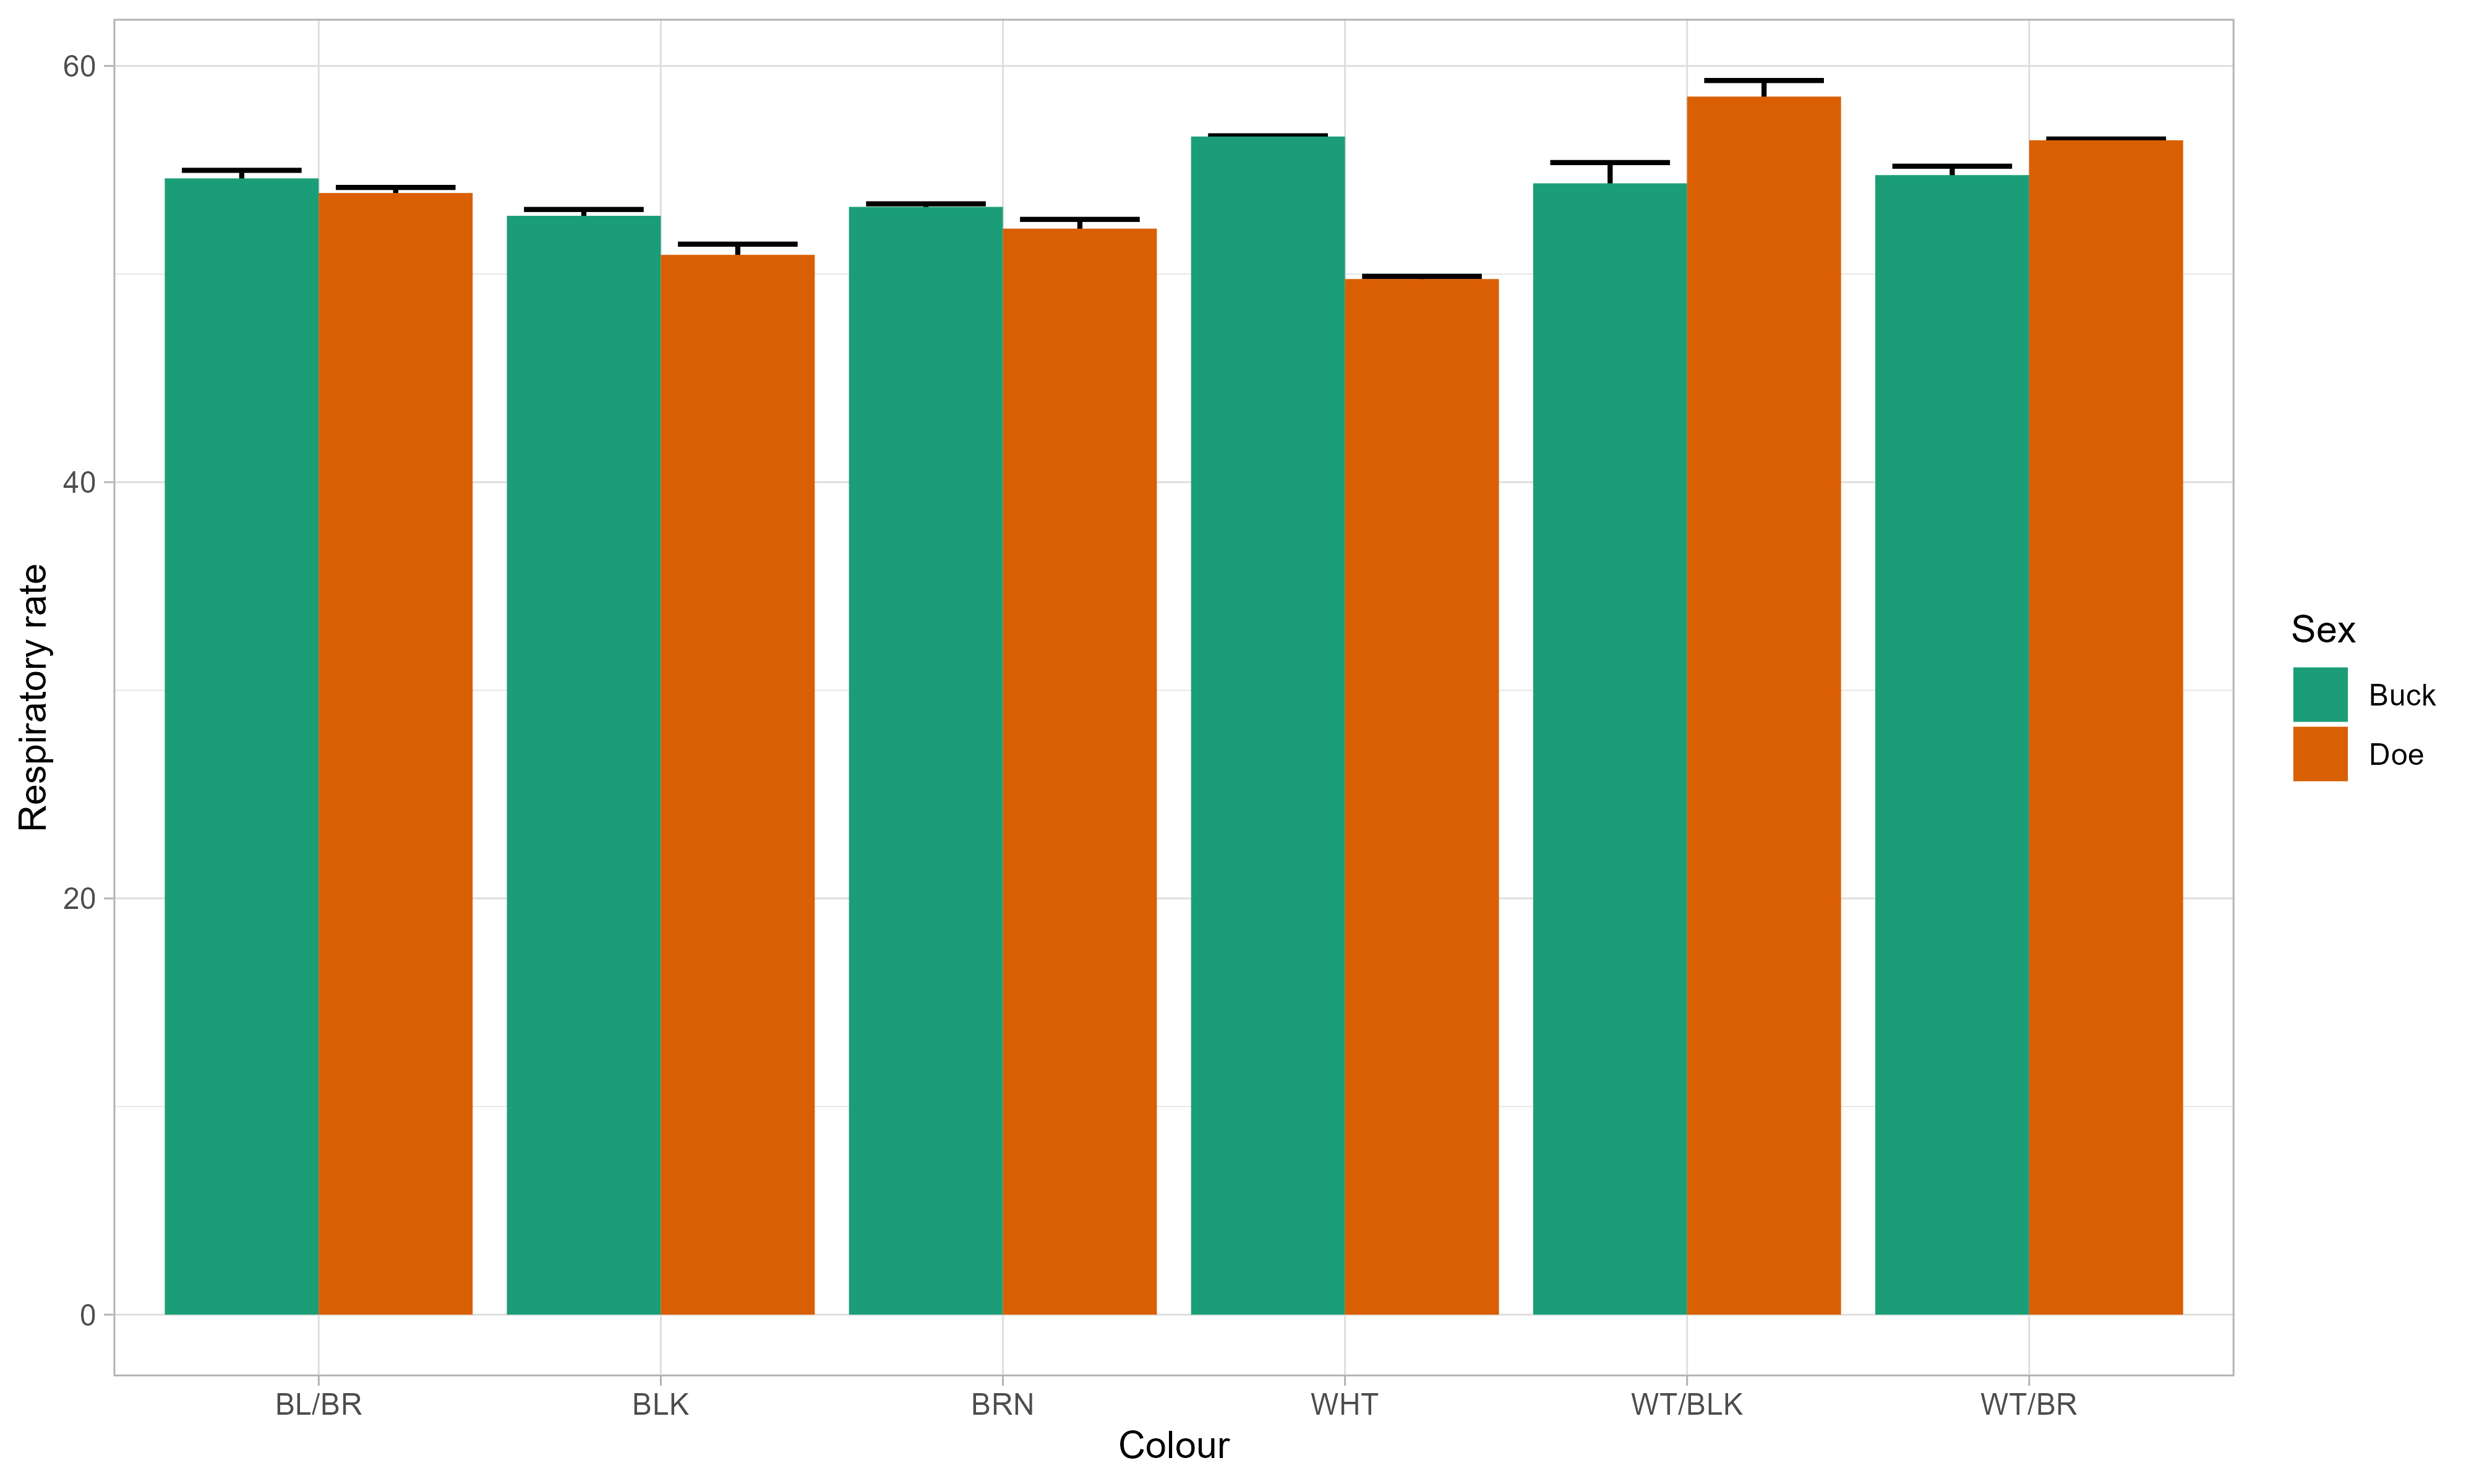 60
40
20
0
Respiratory rate
BL/BR
BLK
BRN
WHT
WT/BLK
WT/BR
Colour
Sex
Buck
Doe